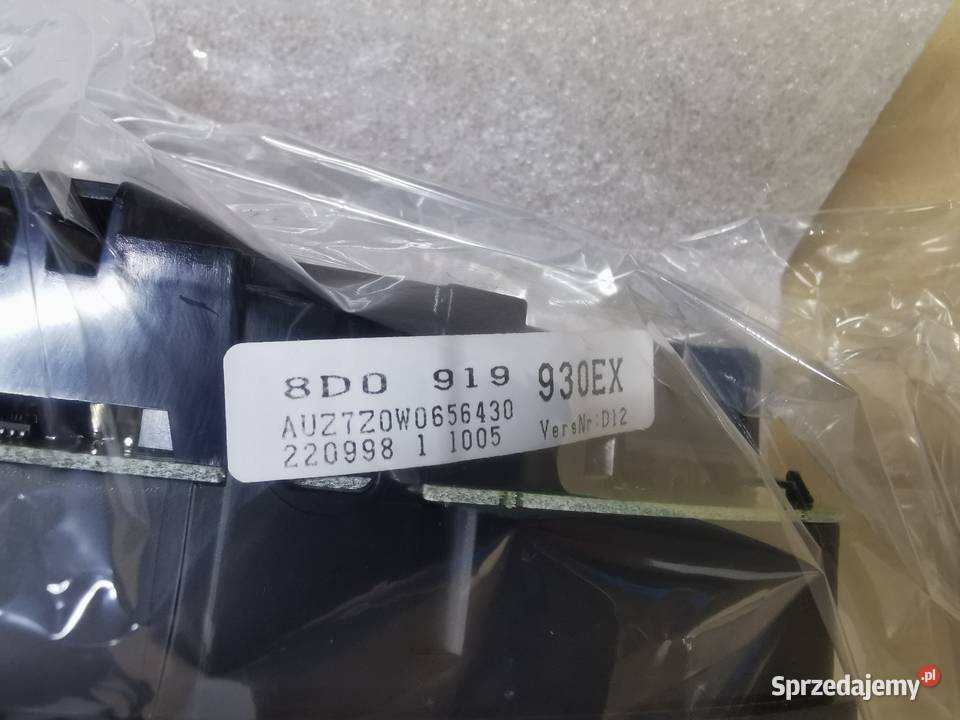 8D0 919 930EX
AUZ7Z0W0656430
220998 1 1005 VersNr:D12
Sprzedajemy.pl